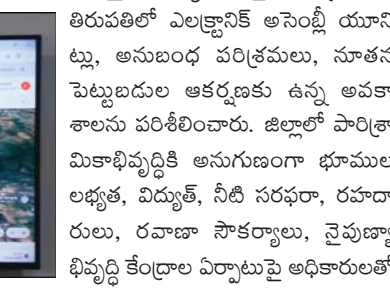 తిరుపతిలో ఎలక్ట్రానిక్ అసెంబ్లీ యూని
ట్లు, అనుబంధ పరిశ్రమలు, నూతన
పెట్టుబడుల ఆకర్షణకు ఉన్న అవకా
శాలను పరిశీలించారు. జిల్లాలో పారిశ్రా
మికాభివృద్ధికి అనుగుణంగా భూముల
లభ్యత, విద్యుత్, నీటి సరఫరా, రహదా
రులు, రవాణా సౌకర్యాలు, నైపుణ్యా
భివృద్ధి కేంద్రాల ఏర్పాటుపై అధికారులతో